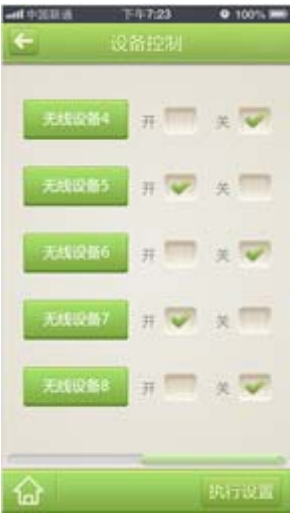 中国联通 下午7:23 100%
设备控制
无线设备4 开 关
无线设备5 开 关
无线设备6 开 关
无线设备7 开 关
无线设备8 开 关
执行设置